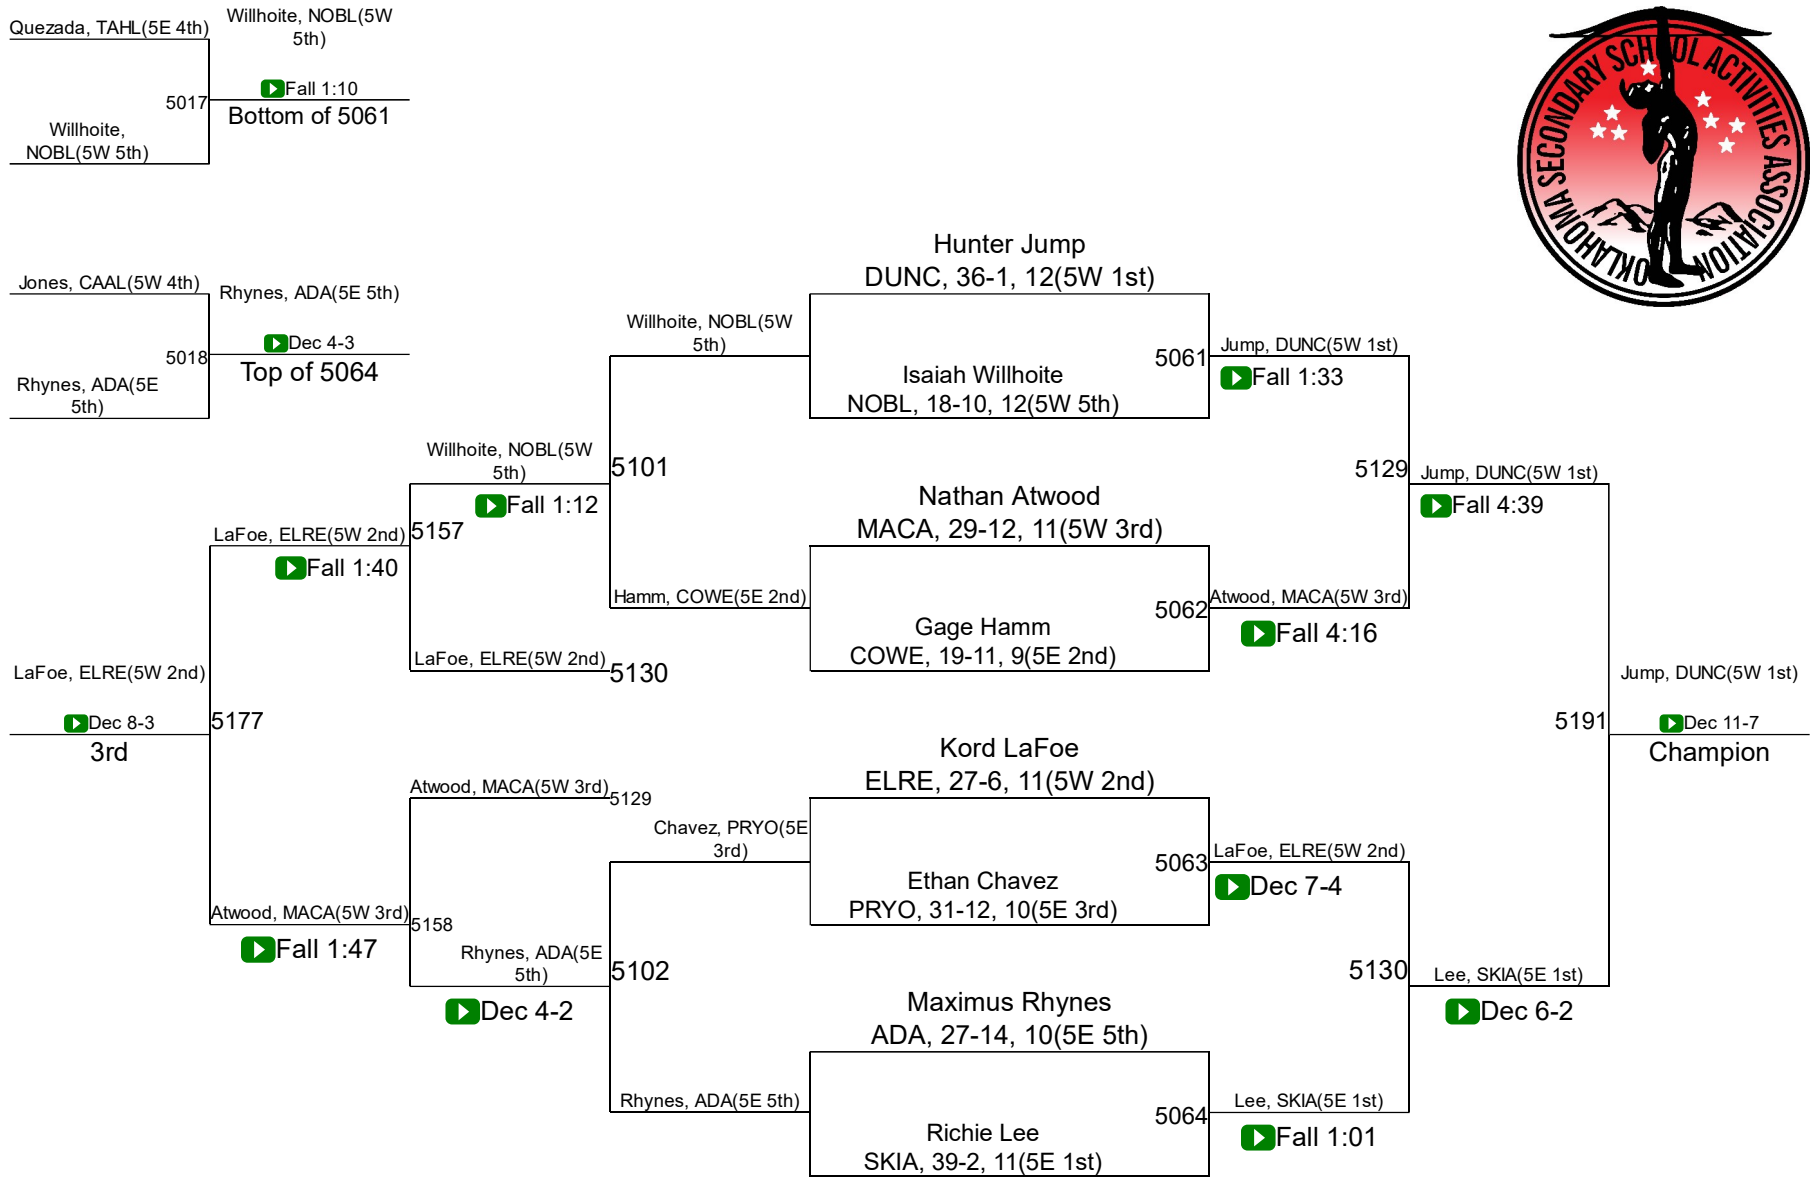 Quezada, TAHL(5E 4th)
Willhoite, NOBL(5W
5th)
5017
Fall 1:10
Bottom of 5061
Willhoite,
NOBL(5W 5th)
OKLAHOMA SECONDARY SCHOOL ACTIVITIES ASSOCIATION
Jones, CAAL(5W 4th)
Rhynes, ADA(5E 5th)
5018
Dec 4-3
Top of 5064
Rhynes, ADA(5E
5th)
Hunter Jump
DUNC, 36-1, 12(5W 1st)
Willhoite, NOBL(5W
5th)
5061
Jump, DUNC(5W 1st)
Fall 1:33
Isaiah Willhoite
NOBL, 18-10, 12(5W 5th)
Willhoite, NOBL(5W
5th)
5101
Fall 1:12
5129
Jump, DUNC(5W 1st)
Fall 4:39
Nathan Atwood
MACA, 29-12, 11(5W 3rd)
LaFoe, ELRE(5W 2nd)
5157
Fall 1:40
Hamm, COWE(5E 2nd)
5062
Atwood, MACA(5W 3rd)
Fall 4:16
Gage Hamm
COWE, 19-11, 9(5E 2nd)
LaFoe, ELRE(5W 2nd)
5130
LaFoe, ELRE(5W 2nd)
Dec 8-3
3rd
5177
5191
Jump, DUNC(5W 1st)
Dec 11-7
Champion
Kord LaFoe
ELRE, 27-6, 11(5W 2nd)
Atwood, MACA(5W 3rd)
5129
Chavez, PRYO(5E
3rd)
5063
LaFoe, ELRE(5W 2nd)
Dec 7-4
Ethan Chavez
PRYO, 31-12, 10(5E 3rd)
Atwood, MACA(5W 3rd)
5158
Fall 1:47
Rhynes, ADA(5E
5th)
5102
Dec 4-2
5130
Lee, SKIA(5E 1st)
Dec 6-2
Maximus Rhynes
ADA, 27-14, 10(5E 5th)
Rhynes, ADA(5E 5th)
5064
Lee, SKIA(5E 1st)
Fall 1:01
Richie Lee
SKIA, 39-2, 11(5E 1st)